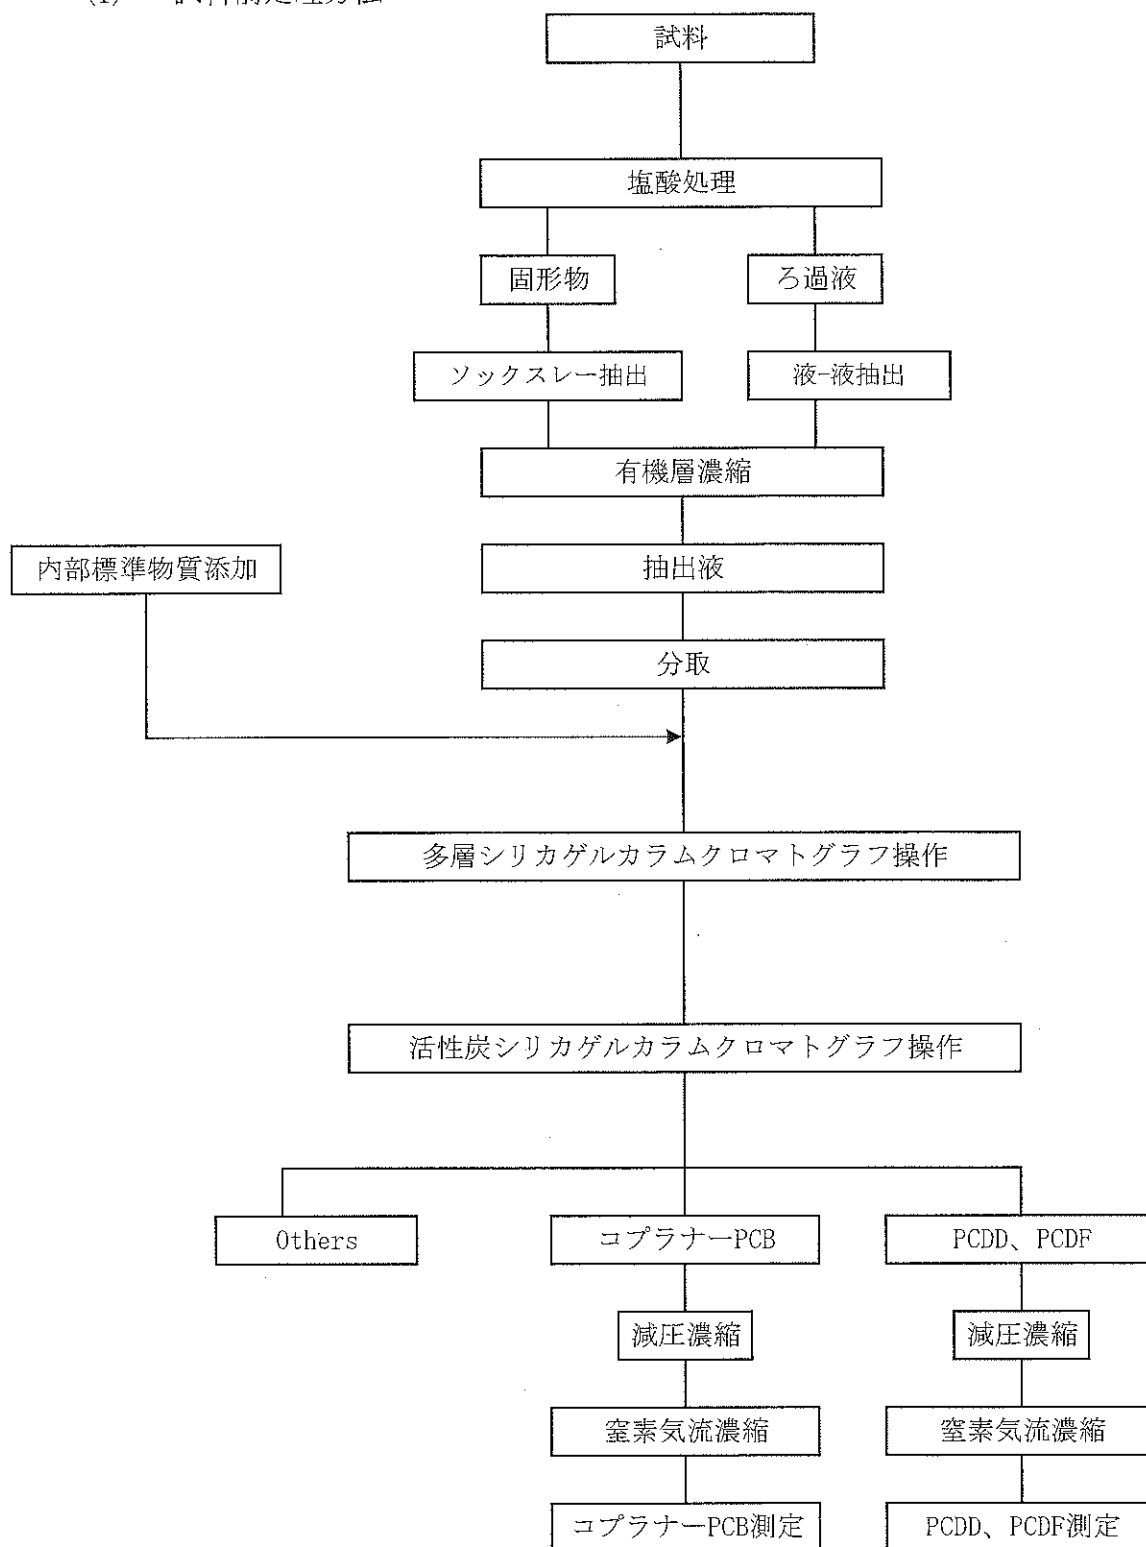 試料
塩酸処理
固形物
ろ過液
ソックスレー抽出
液-液抽出
有機層濃縮
内部標準物質添加
抽出液
分取
多層シリカゲルカラムクロマトグラフ操作
活性炭シリカゲルカラムクロマトグラフ操作
Others
コプラナーPCB
PCDD、PCDF
減圧濃縮
減圧濃縮
窒素気流濃縮
窒素気流濃縮
コプラナーPCB測定
PCDD、PCDF測定